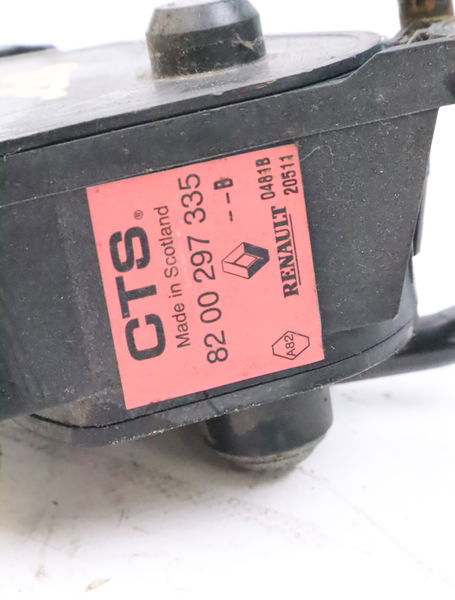 CTS®
Made in Scotland
82 00 297 335
--B
RENAULT
0481B
20511
A82